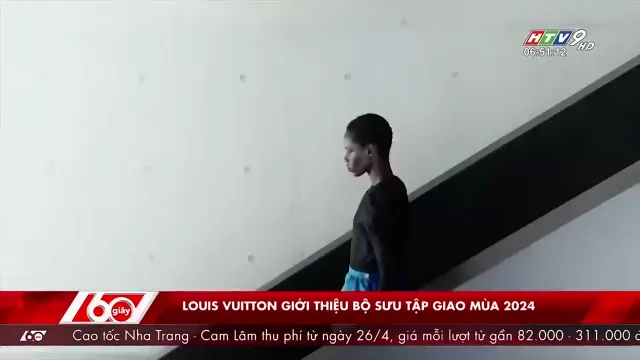 HTV9 HD
06:51:12
60 giây
LOUIS VUITTON GIỚI THIỆU BỘ SƯU TẬP GIAO MÙA 2024
60 Cao tốc Nha Trang - Cam Lâm thu phí từ ngày 26/4, giá mỗi lượt từ gần 82.000 - 311.000 đ